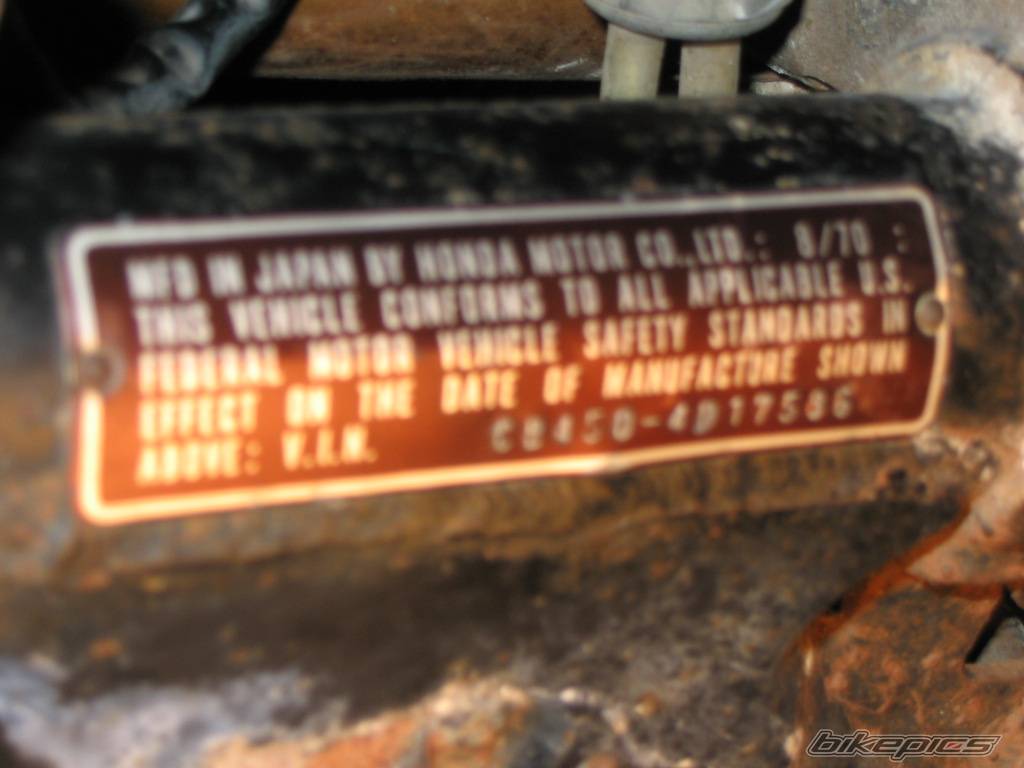 MFD IN JAPAN BY HONDA MOTOR CO.,LTD.: 8/70 :
THIS VEHICLE CONFORMS TO ALL APPLICABLE U.S.
FEDERAL MOTOR VEHICLE SAFETY STANDARDS IN
EFFECT ON THE DATE OF MANUFACTURE SHOWN
ABOVE: V.I.N. CB450-4017586
bikepics